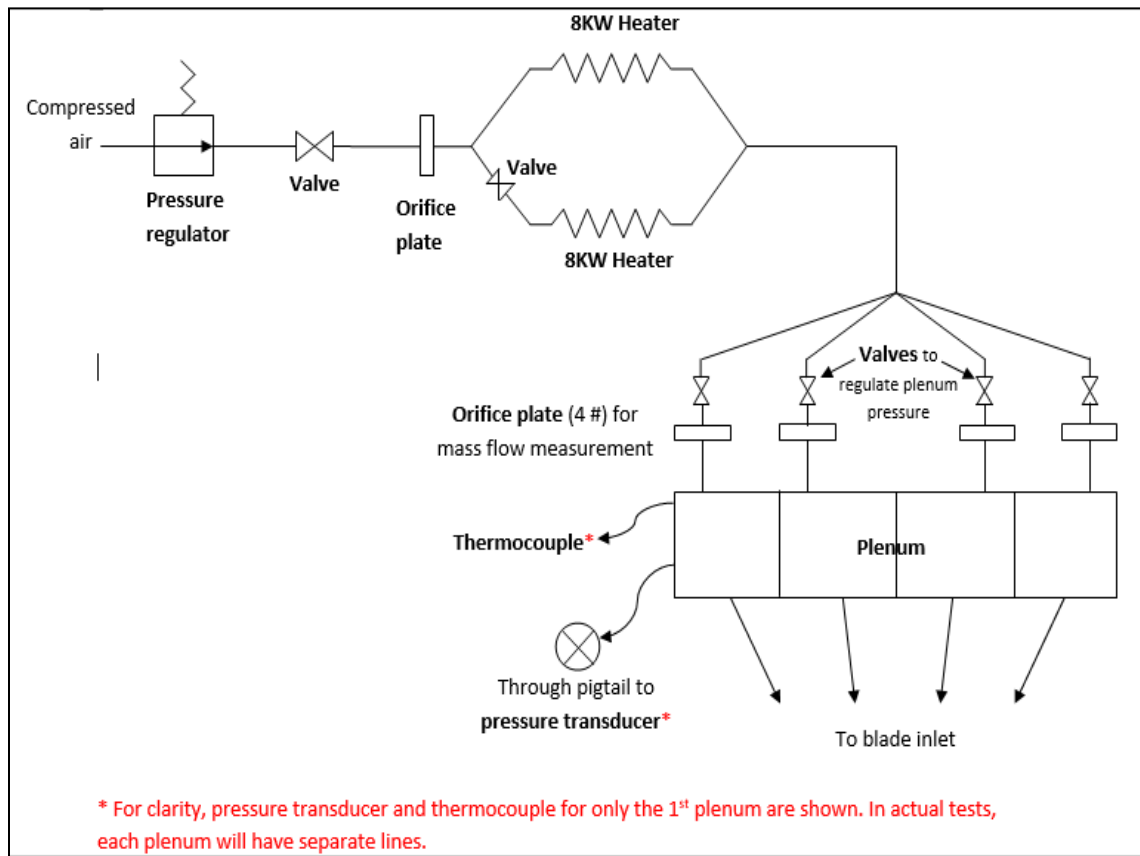 8KW Heater
Compressed
air
Pressure
regulator
Valve
Orifice
plate
Valve
8KW Heater
Valves to
regulate plenum
pressure
Orifice plate (4 #) for
mass flow measurement
Thermocouple*
Plenum
Through pigtail to
pressure transducer*
To blade inlet
* For clarity, pressure transducer and thermocouple for only the 1st plenum are shown. In actual tests,
each plenum will have separate lines.